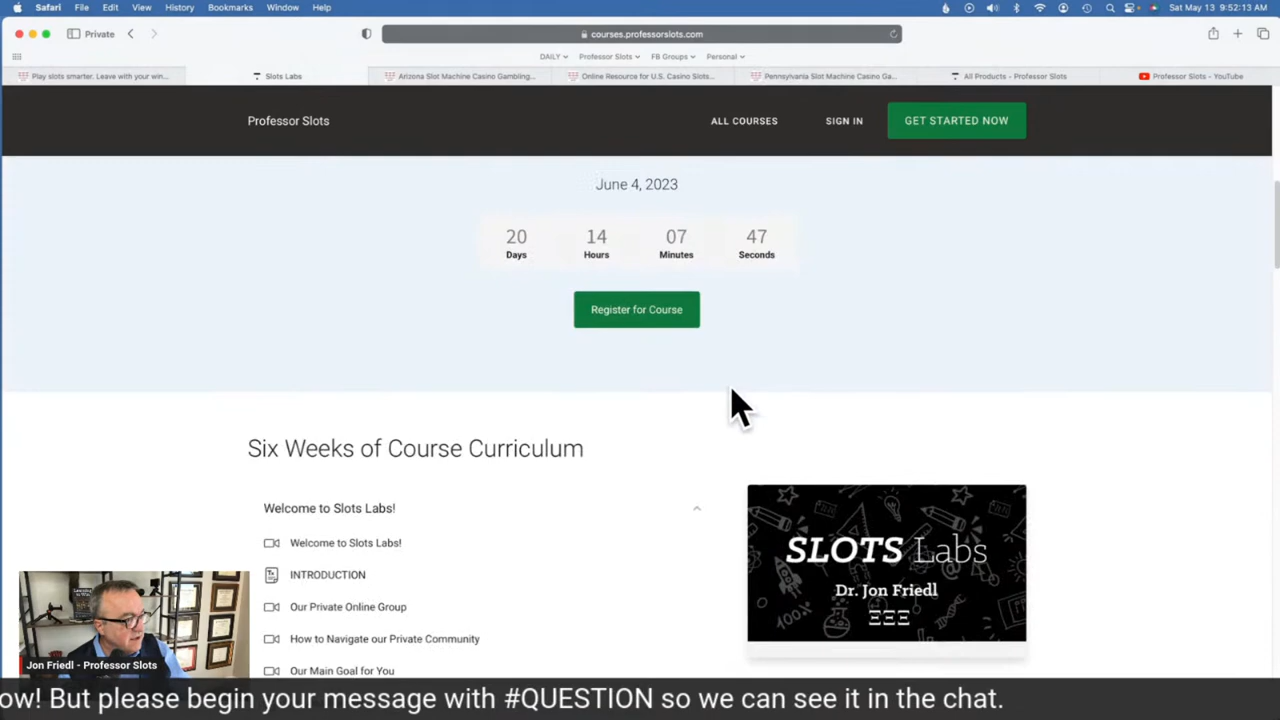 Safari File Edit View History Bookmarks Window Help
Sat May 13 9:52:13 AM
Private
courses.professorslots.com
DAILY Professor Slots FB Groups Personal
Play slots smarter. Leave with your win...
Slots Labs
Arizona Slot Machine Casino Gambling...
Online Resource for U.S. Casino Slots...
Pennsylvania Slot Machine Casino Ga...
All Products - Professor Slots
Professor Slots - YouTube
Professor Slots
ALL COURSES SIGN IN GET STARTED NOW
June 4, 2023
20 14 07 47
Days Hours Minutes Seconds
Register for Course
Six Weeks of Course Curriculum
Welcome to Slots Labs!
Welcome to Slots Labs!
INTRODUCTION
Our Private Online Group
How to Navigate our Private Community
Our Main Goal for You
SLOTS Labs
Dr. Jon Friedl
100%
Jon Friedl - Professor Slots
ow! But please begin your message with #QUESTION so we can see it in the chat.